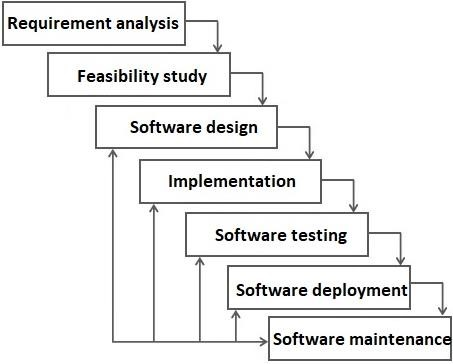 Requirement analysis
Feasibility study
Software design
Implementation
Software testing
Software deployment
Software maintenance